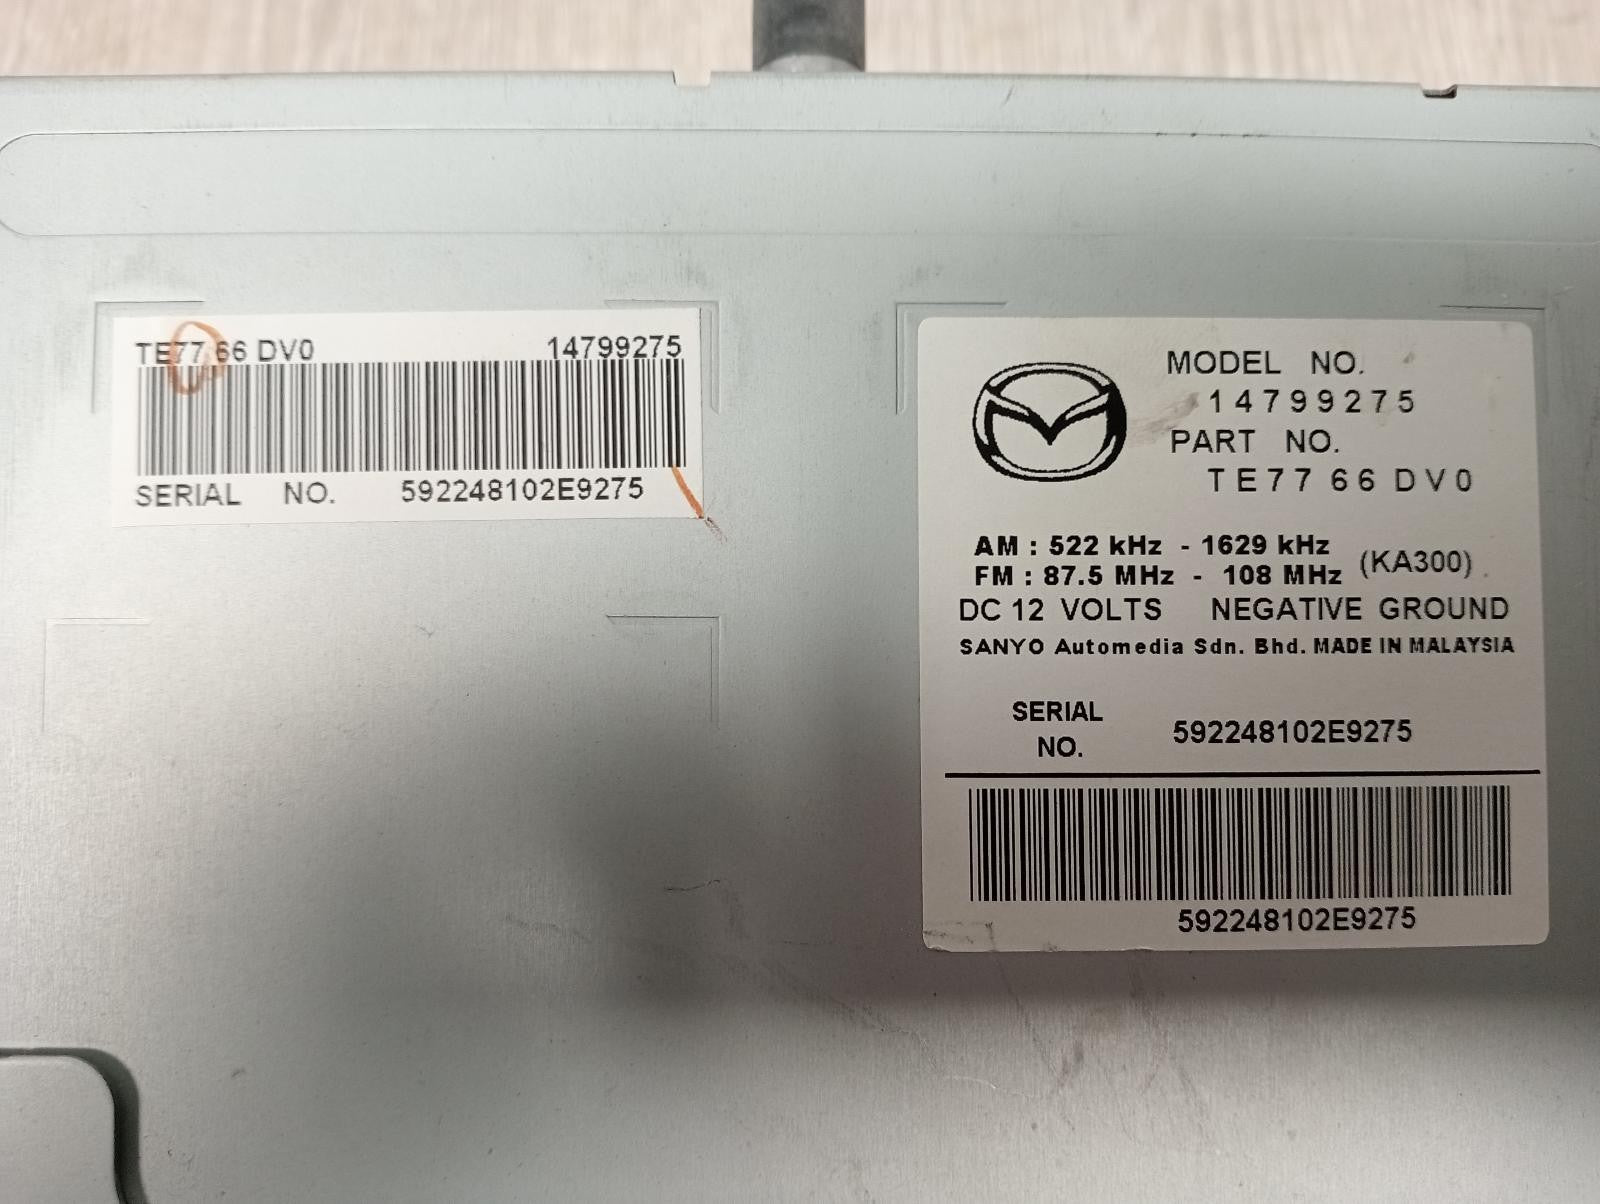 TE77 66 DV0 14799275
SERIAL NO. 592248102E9275
MODEL NO.
14799275
PART NO.
TE77 66 DV0
AM : 522 kHz - 1629 kHz
FM : 87.5 MHz - 108 MHz (KA300)
DC 12 VOLTS NEGATIVE GROUND
SANYO Automedia Sdn. Bhd. MADE IN MALAYSIA
SERIAL
NO. 592248102E9275
592248102E9275